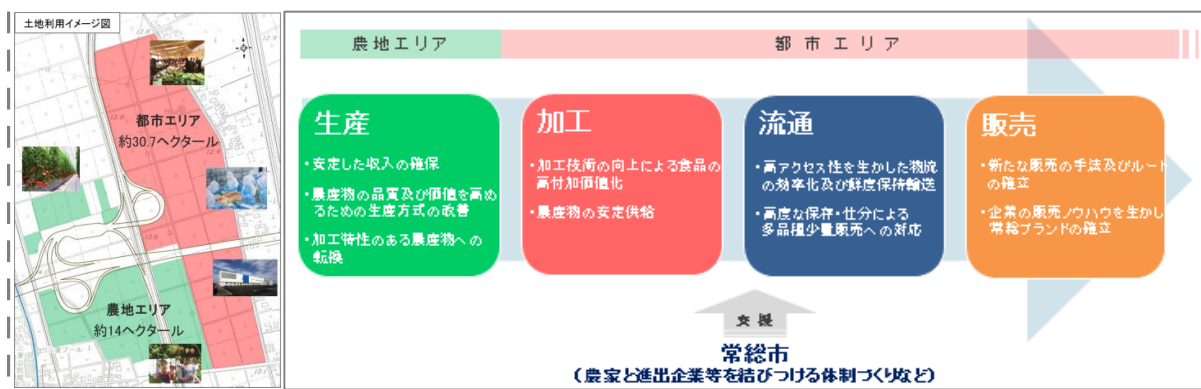 土地利用イメージ図
都市エリア
約30.7ヘクタール
農地エリア
約14ヘクタール
農地エリア
都市エリア
生産
・安定した収入の確保
・農産物の品質及び価値を高め
るための生産方式の改善
・加工特性のある農産物への
転換
加工
・加工技術の向上による食品の
高付加価値化
・農産物の安定供給
流通
・高アクセス性を生かした物流
の効率化及び鮮度保持輸送
・高度な保存・仕分による
多品種少量販売への対応
販売
・新たな販売の手法及びルート
の確立
・企業の販売ノウハウを生かし
常総ブランドの確立
支援
常総市
(農家と進出企業等を結びつける体制づくりなど)